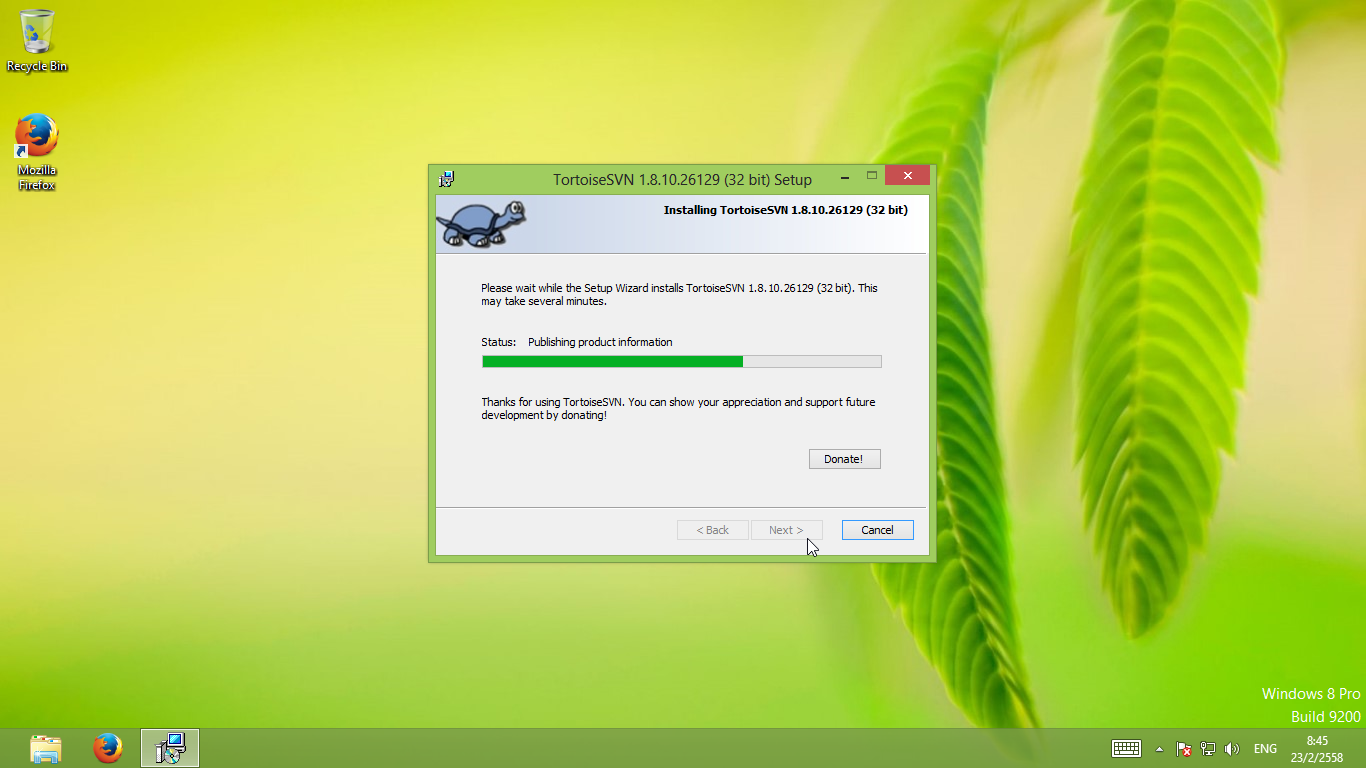 Recycle Bin
Mozilla
Firefox
TortoiseSVN 1.8.10.26129 (32 bit) Setup
Installing TortoiseSVN 1.8.10.26129 (32 bit)
Please wait while the Setup Wizard installs TortoiseSVN 1.8.10.26129 (32 bit). This
may take several minutes.
Status: Publishing product information
Thanks for using TortoiseSVN. You can show your appreciation and support future
development by donating!
Donate!
< Back Next > Cancel
Windows 8 Pro
Build 9200
ENG
8:45
23/2/2558